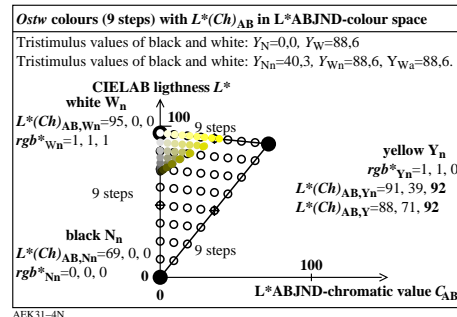 Ostw colours (9 steps) with L*(Ch)AB in L*ABJND-colour space
Tristimulus values of black and white: YN=0,0, YW=88,6
Tristimulus values of black and white: YNn=40,3, YWn=88,6, YWa=88,6.
CIELAB ligthness L*
white Wn
L*(Ch)AB,Wn=95, 0, 0
rgb*Wn=1, 1, 1
100
9 steps
yellow Yn
rgb*Yn=1, 1, 0
L*(Ch)AB,Yn=91, 39, 92
L*(Ch)AB,Y=88, 71, 92
9 steps
black Nn
L*(Ch)AB,Nn=69, 0, 0
rgb*Nn=0, 0, 0
9 steps
0
0
100
L*ABJND-chromatic value CAB
AEK31-4N